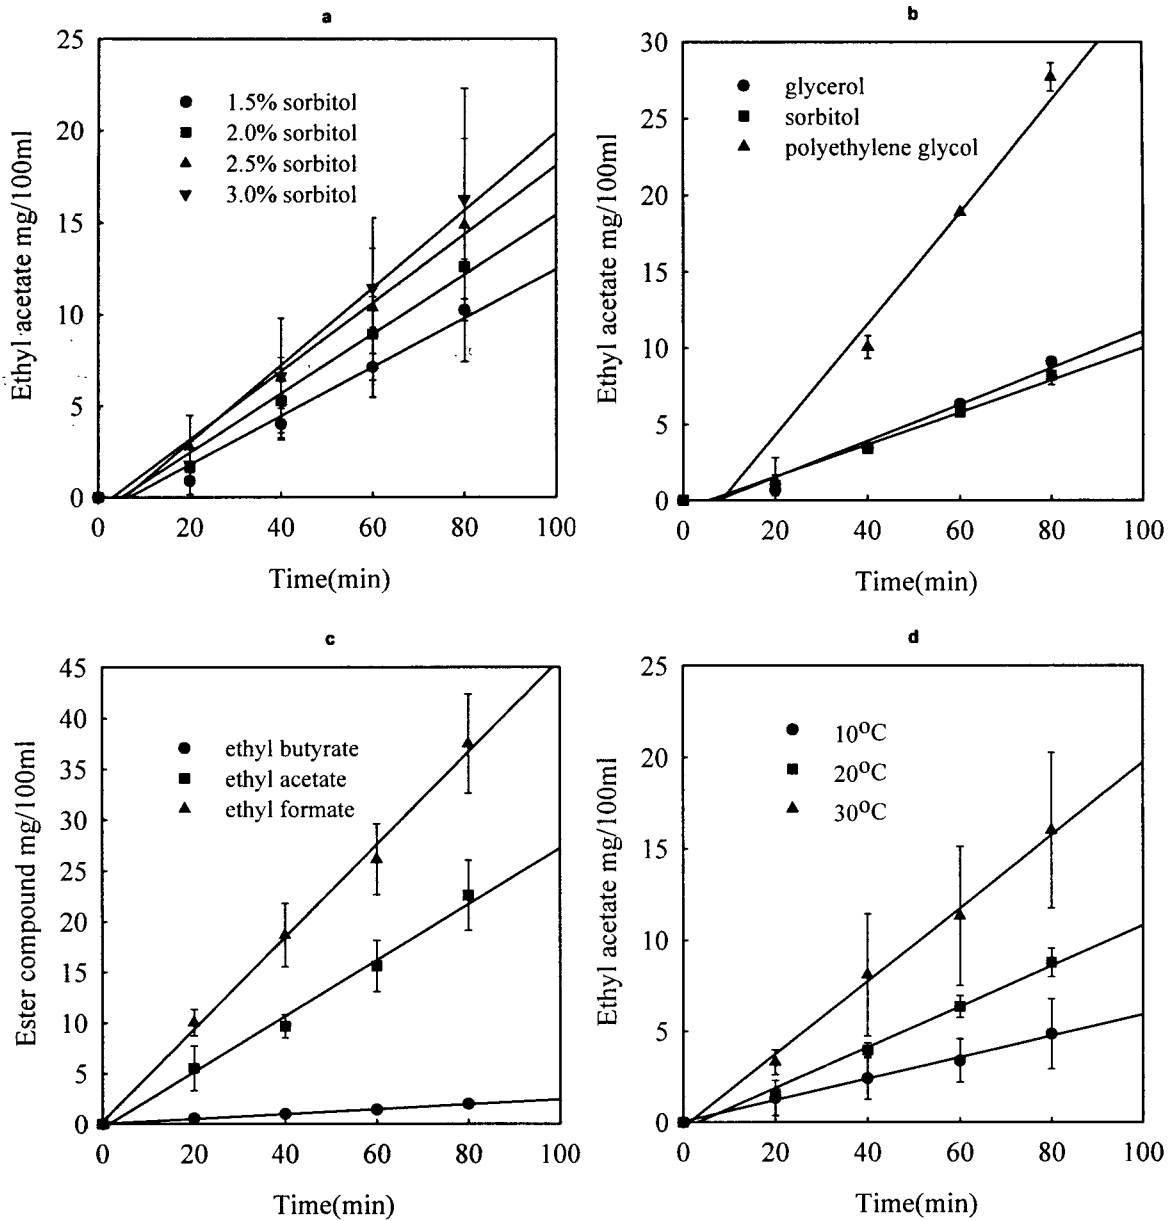 a
25
20
15
10
5
0
Ethyl acetate mg/100ml
1.5% sorbitol
2.0% sorbitol
2.5% sorbitol
3.0% sorbitol
0 20 40 60 80 100
Time(min)
b
30
25
20
15
10
5
0
Ethyl acetate mg/100ml
glycerol
sorbitol
polyethylene glycol
0 20 40 60 80 100
Time(min)
c
45
40
35
30
25
20
15
10
5
0
Ester compound mg/100ml
ethyl butyrate
ethyl acetate
ethyl formate
0 20 40 60 80 100
Time(min)
d
25
20
15
10
5
0
Ethyl acetate mg/100ml
10°C
20°C
30°C
0 20 40 60 80 100
Time(min)